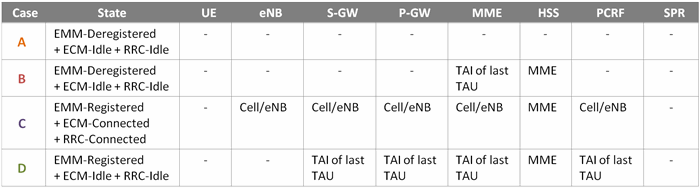 Case State UE eNB S-GW P-GW MME HSS PCRF SPR
A EMM-Deregistered + ECM-Idle + RRC-Idle - - - - - - - -
B EMM-Deregistered + ECM-Idle + RRC-Idle - - - - TAI of last TAU MME - -
C EMM-Registered + ECM-Connected + RRC-Connected - Cell/eNB Cell/eNB Cell/eNB Cell/eNB MME Cell/eNB -
D EMM-Registered + ECM-Idle + RRC-Idle - - TAI of last TAU TAI of last TAU TAI of last TAU MME TAI of last TAU -